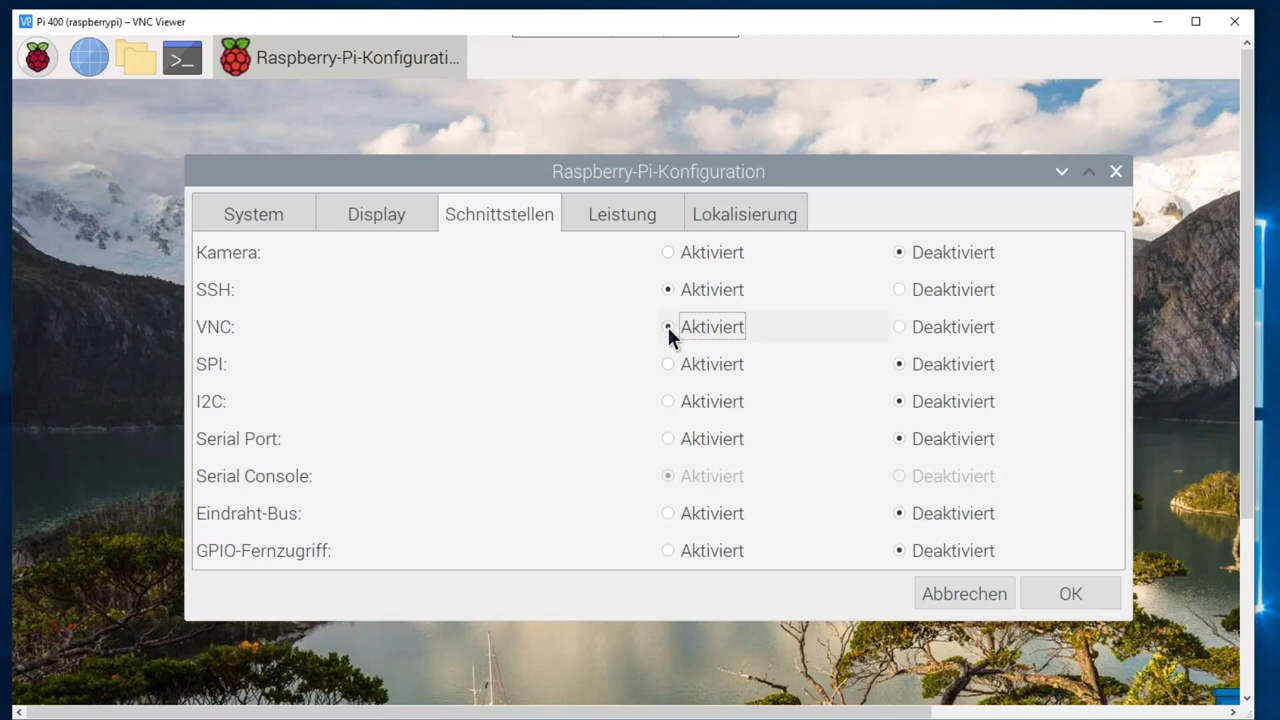 Pi 400 (raspberrypi) – VNC Viewer
Raspberry-Pi-Konfigurati...
Raspberry-Pi-Konfiguration
System Display Schnittstellen Leistung Lokalisierung
Kamera: Aktiviert Deaktiviert
SSH: Aktiviert Deaktiviert
VNC: Aktiviert Deaktiviert
SPI: Aktiviert Deaktiviert
I2C: Aktiviert Deaktiviert
Serial Port: Aktiviert Deaktiviert
Serial Console: Aktiviert Deaktiviert
Eindraht-Bus: Aktiviert Deaktiviert
GPIO-Fernzugriff: Aktiviert Deaktiviert
Abbrechen OK